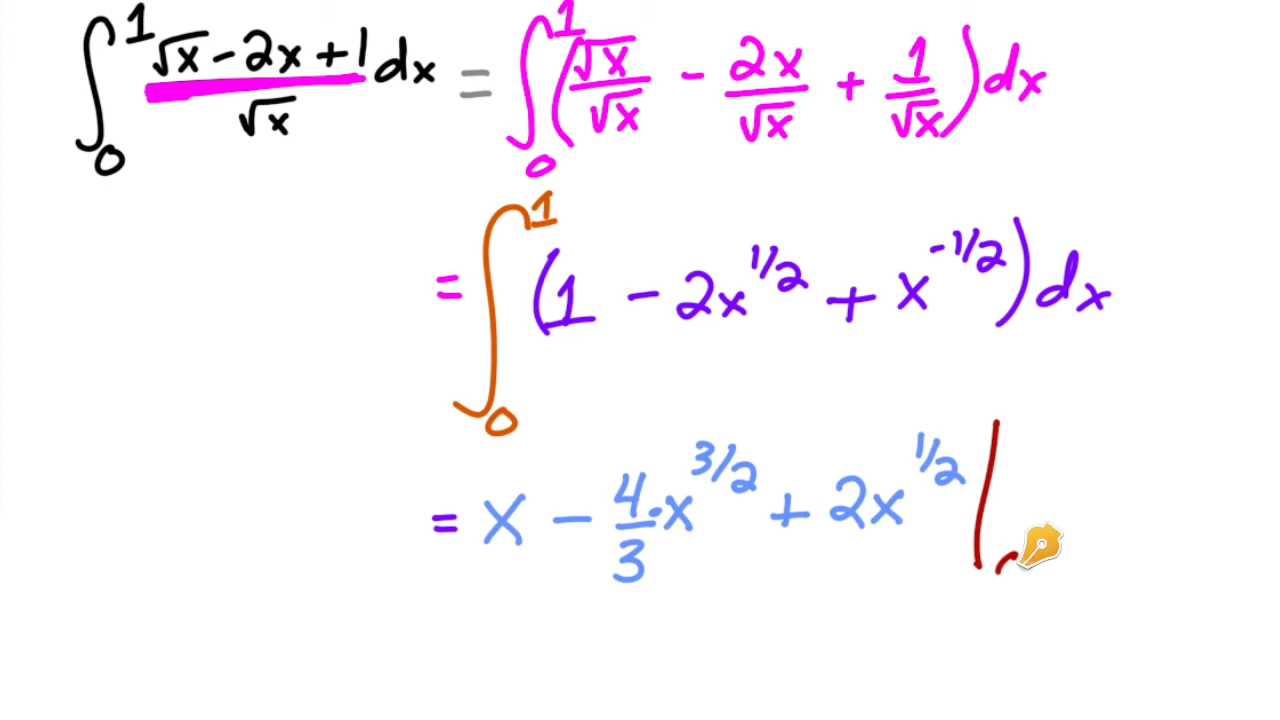 ∫₀¹ (√x - 2x + 1)/√x dx = ∫₀¹ (√x/√x - 2x/√x + 1/√x) dx
= ∫₀¹ (1 - 2x^{1/2} + x^{-1/2}) dx
= x - 4/3·x^{3/2} + 2x^{1/2} |